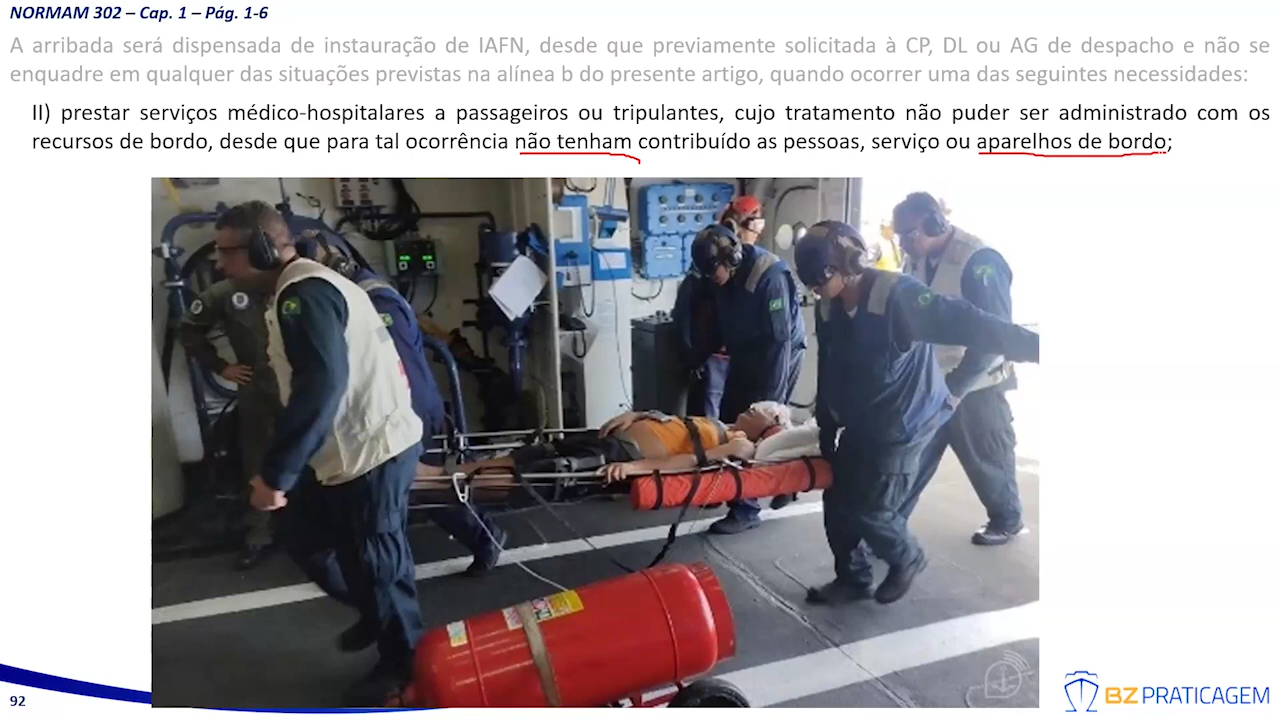 NORMAM 302 – Cap. 1 – Pág. 1-6
A arribada será dispensada de instauração de IAFN, desde que previamente solicitada à CP, DL ou AG de despacho e não se
enquadre em qualquer das situações previstas na alínea b do presente artigo, quando ocorrer uma das seguintes necessidades:
II) prestar serviços médico-hospitalares a passageiros ou tripulantes, cujo tratamento não puder ser administrado com os
recursos de bordo, desde que para tal ocorrência não tenham contribuído as pessoas, serviço ou aparelhos de bordo;
92
BZPRATICAGEM